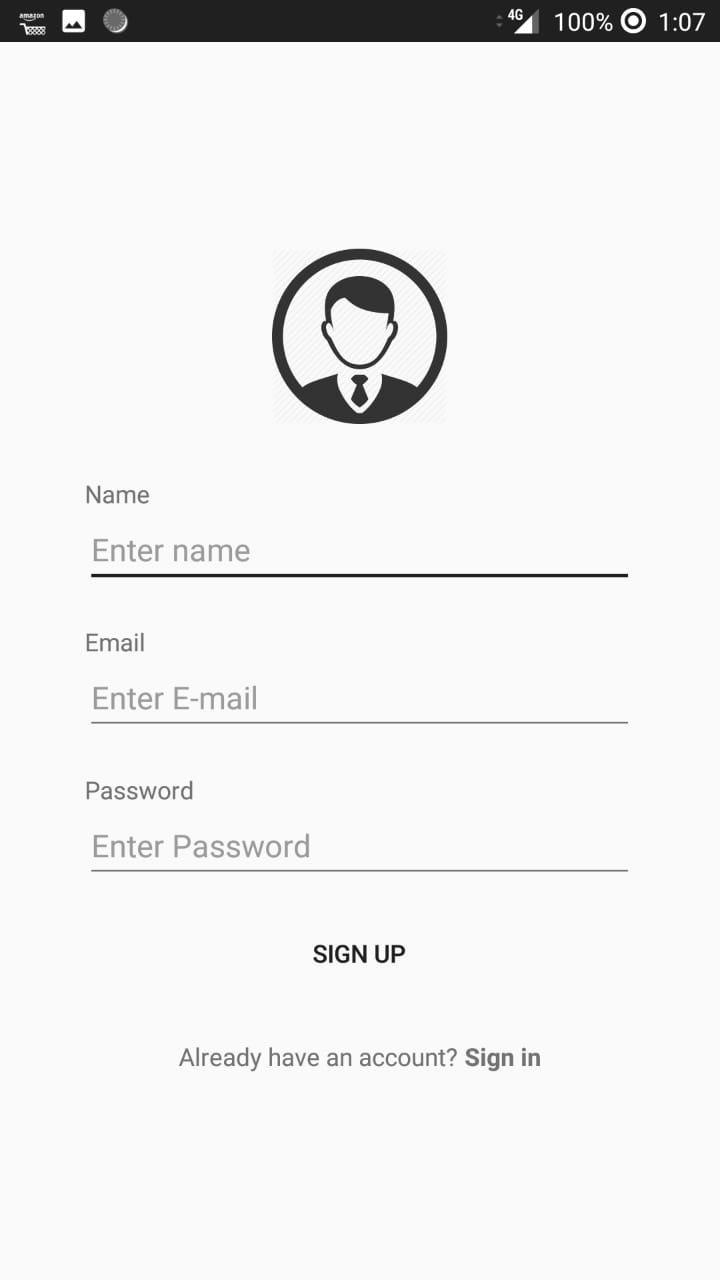 amazon
4G 100% 1:07
Name
Enter name
Email
Enter E-mail
Password
Enter Password
SIGN UP
Already have an account? Sign in